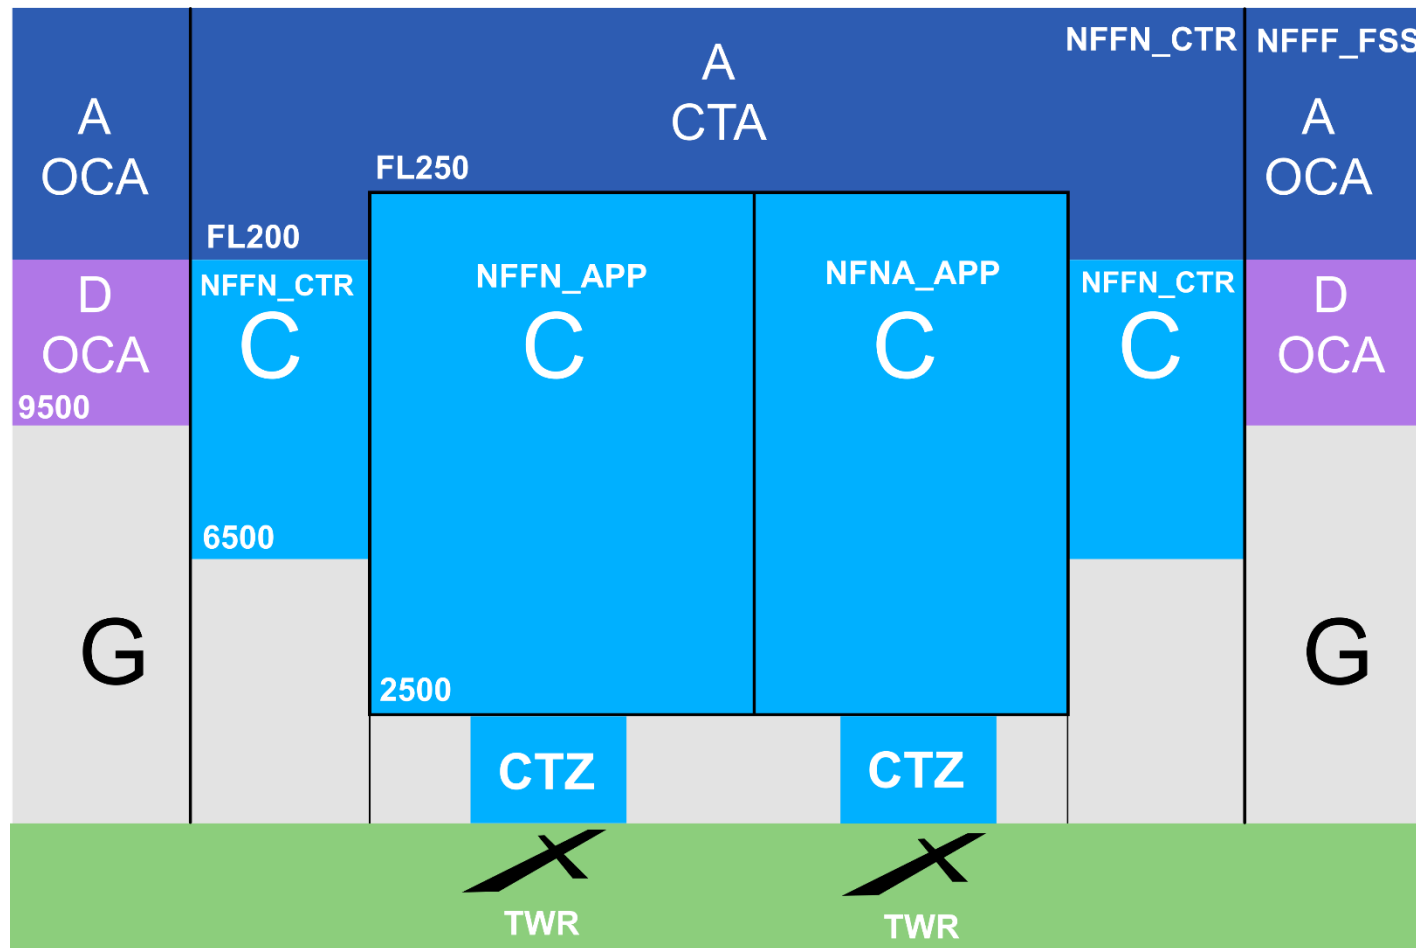 NFFN_CTR NFFF_FSS
A
CTA
A
OCA
A
OCA
FL250
FL200
D
OCA
9500
NFFN_CTR
C
6500
NFFN_APP
C
2500
NFNA_APP
C
NFFN_CTR
C
D
OCA
G
G
CTZ
CTZ
TWR
TWR